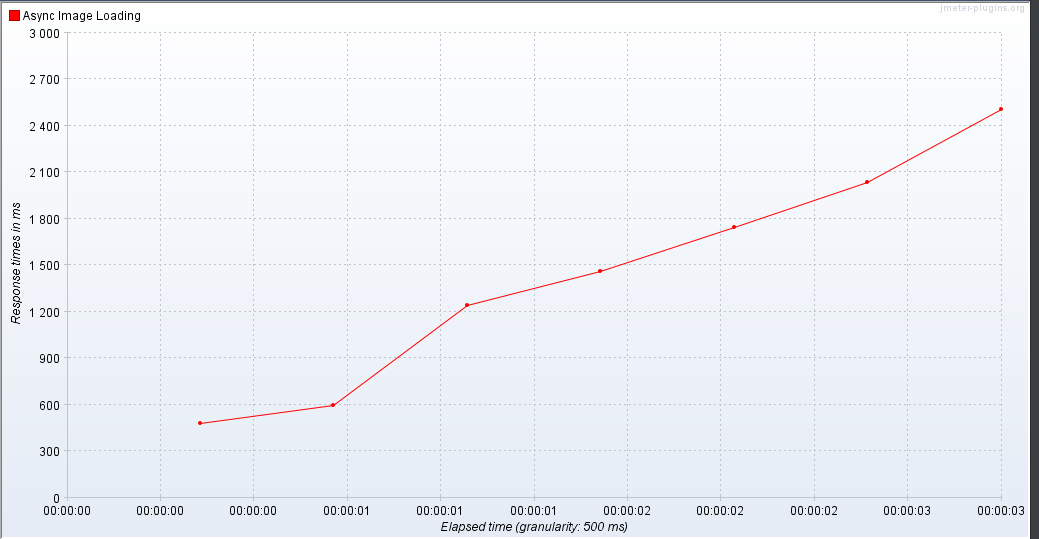 jmeter-plugins.org
Async Image Loading
3 000
2 700
2 400
2 100
1 800
1 500
1 200
900
600
300
0
Response times in ms
00:00:00 00:00:00 00:00:00 00:00:01 00:00:01 00:00:01 00:00:02 00:00:02 00:00:02 00:00:03 00:00:03
Elapsed time (granularity: 500 ms)